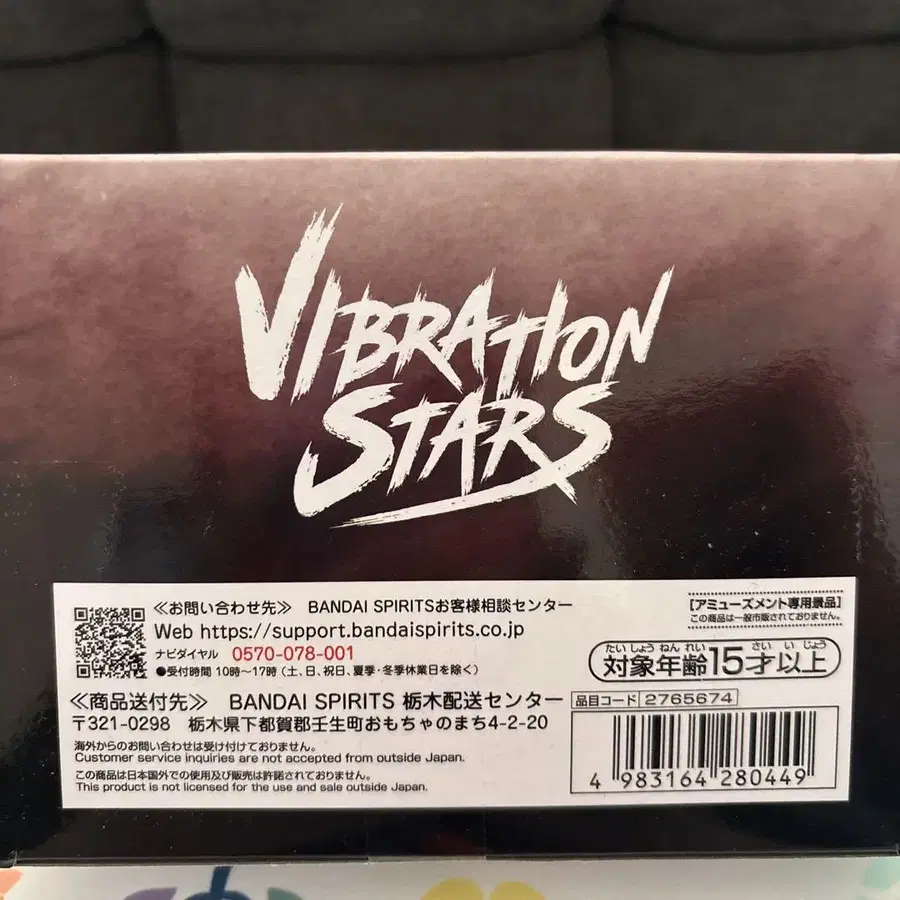 VIBRATION
STARS
≪お問い合わせ先≫ BANDAI SPIRITSお客様相談センター
Web https://support.bandaispirits.co.jp
ナビダイヤル 0570-078-001
●受付時間 10時～17時(土、日、祝日、夏季・冬季休業日を除く)
≪商品送付先≫ BANDAI SPIRITS 栃木配送センター
〒321-0298 栃木県下都賀郡壬生町おもちゃのまち4-2-20
海外からのお問い合わせは受け付けておりません。
Customer service inquiries are not accepted from outside Japan.
この商品は日本国外での使用及び販売は許諾されておりません。
This product is not licensed for the use and sale outside Japan.
[アミューズメント専用景品]
この商品は一般市販されておりません。
たいしょうねんれい さいいじょう
対象年齢15才以上
品目コード 2765674
4 983164 280449